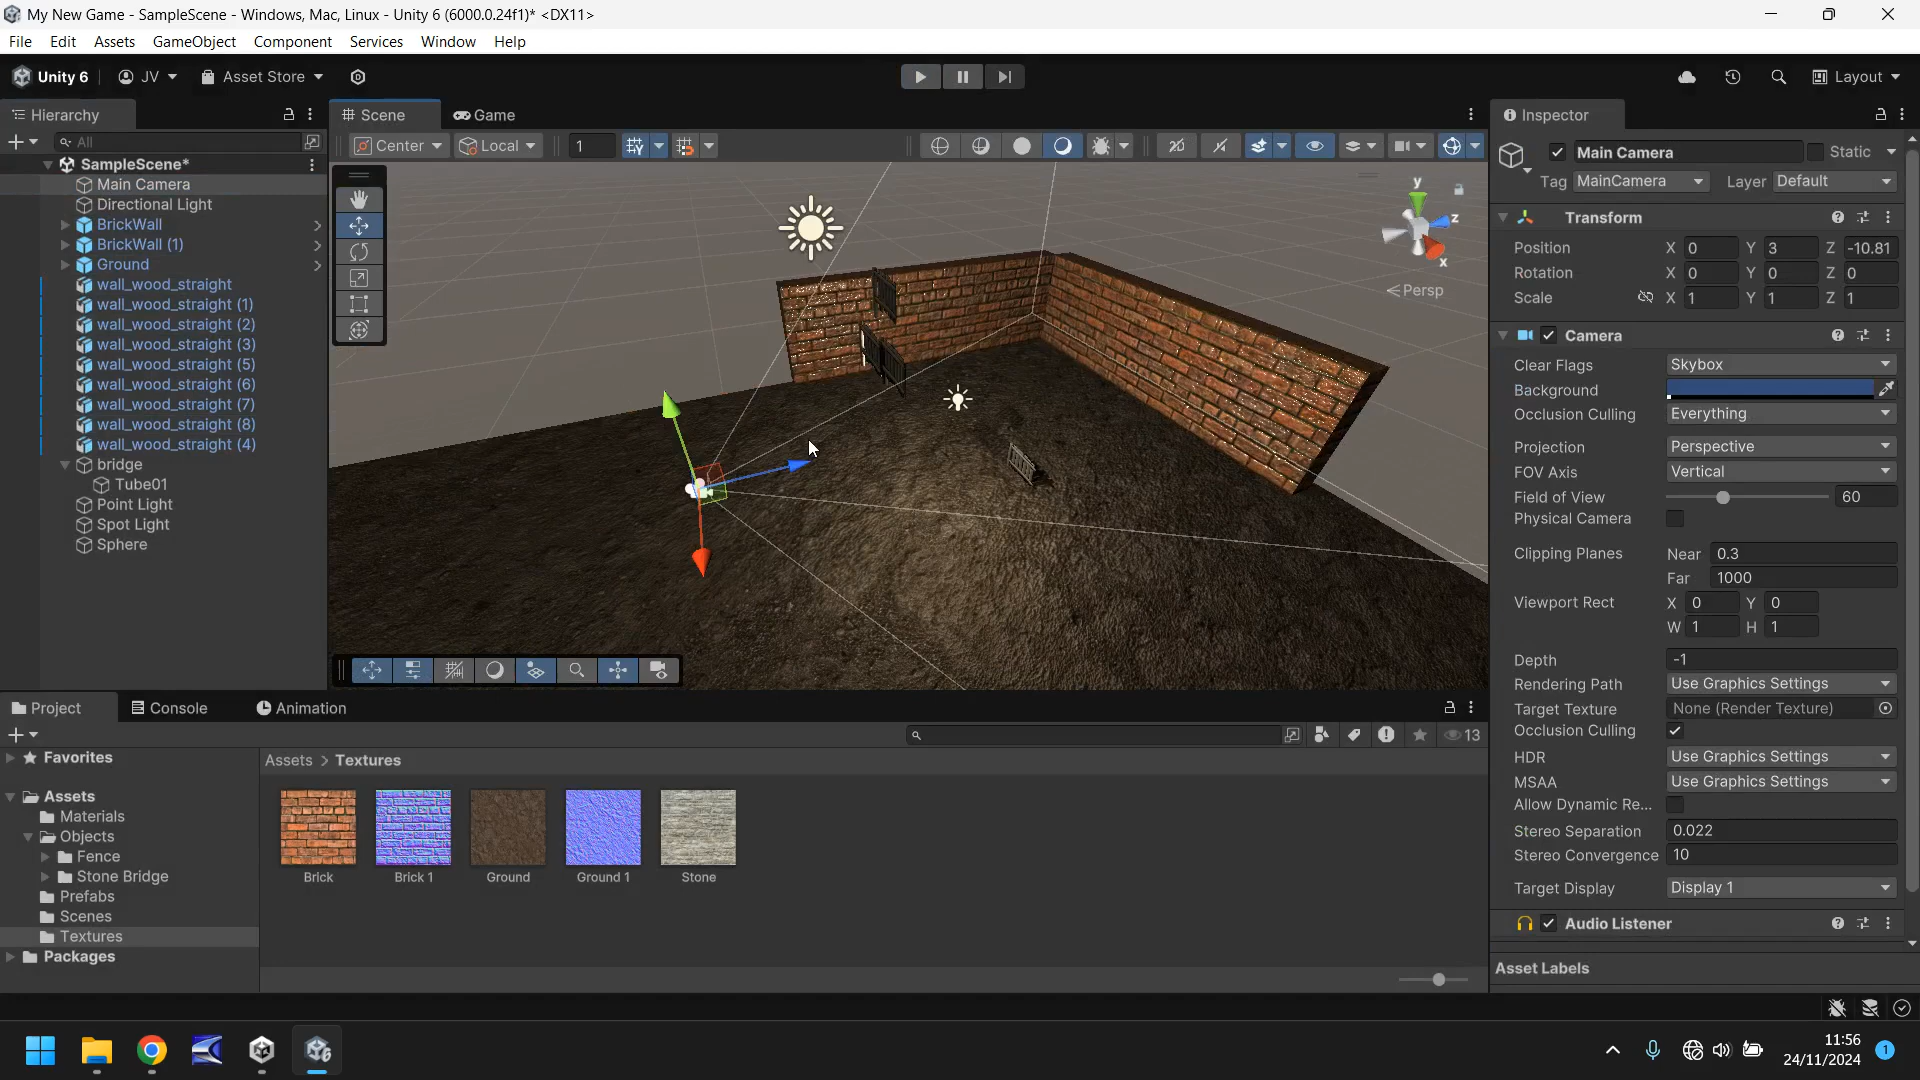 My New Game - SampleScene - Windows, Mac, Linux - Unity 6 (6000.0.24f1)* <DX11>
File Edit Assets GameObject Component Services Window Help
Unity 6 JV Asset Store Layout
Hierarchy
All
SampleScene*
Main Camera
Directional Light
BrickWall
BrickWall (1)
Ground
wall_wood_straight
wall_wood_straight (1)
wall_wood_straight (2)
wall_wood_straight (3)
wall_wood_straight (5)
wall_wood_straight (6)
wall_wood_straight (7)
wall_wood_straight (8)
wall_wood_straight (4)
bridge
Tube01
Point Light
Spot Light
Sphere
Scene Game
Center Local 1
y
z
x
Persp
Inspector
Main Camera Static
Tag MainCamera Layer Default
Transform
Position X 0 Y 3 Z -10.81
Rotation X 0 Y 0 Z 0
Scale X 1 Y 1 Z 1
Camera
Clear Flags Skybox
Background
Occlusion Culling Everything
Projection Perspective
FOV Axis Vertical
Field of View 60
Physical Camera
Clipping Planes Near 0.3
Far 1000
Viewport Rect X 0 Y 0
W 1 H 1
Depth -1
Rendering Path Use Graphics Settings
Target Texture None (Render Texture)
Occlusion Culling
HDR Use Graphics Settings
MSAA Use Graphics Settings
Allow Dynamic Re...
Stereo Separation 0.022
Stereo Convergence 10
Target Display Display 1
Audio Listener
Asset Labels
Project Console Animation
13
Favorites
Assets
Materials
Objects
Fence
Stone Bridge
Prefabs
Scenes
Textures
Packages
Assets > Textures
Brick Brick 1 Ground Ground 1 Stone
11:56
24/11/2024
1